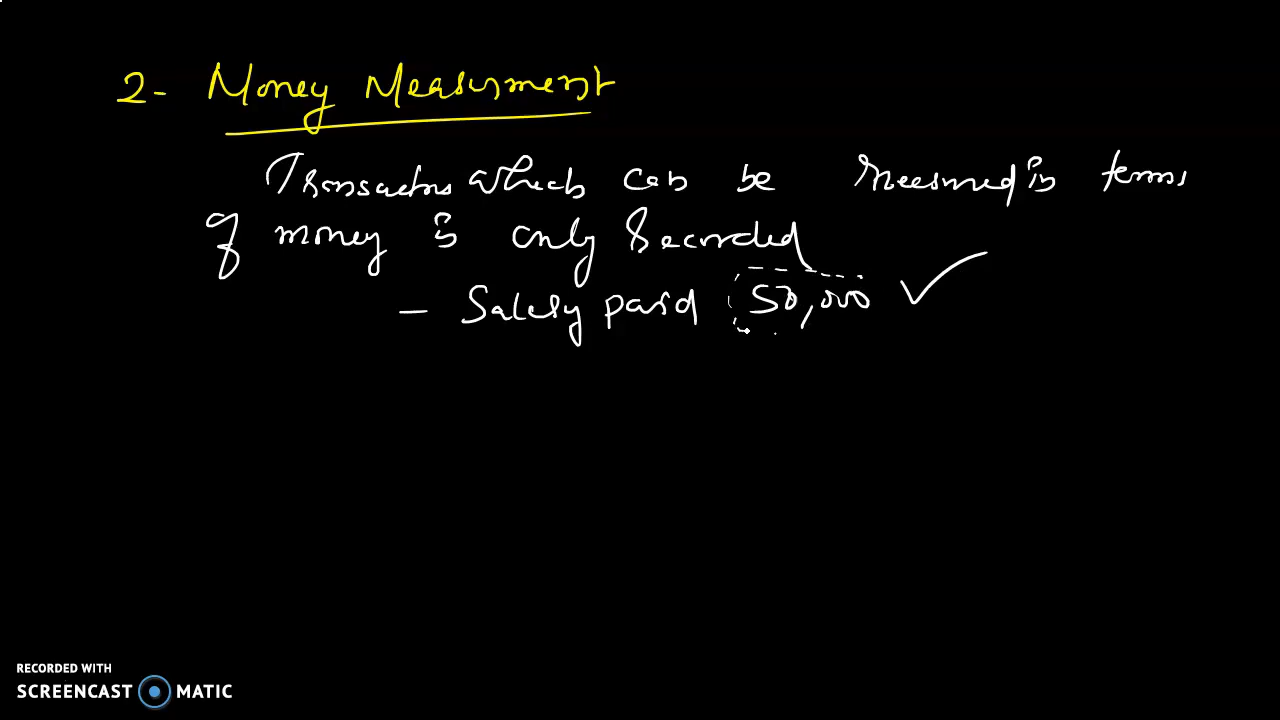 2- Money Measurment
Transactions which can be measured in terms
of money is only Recorded
- Salary paid 50,000 ✓
RECORDED WITH
SCREENCAST MATIC